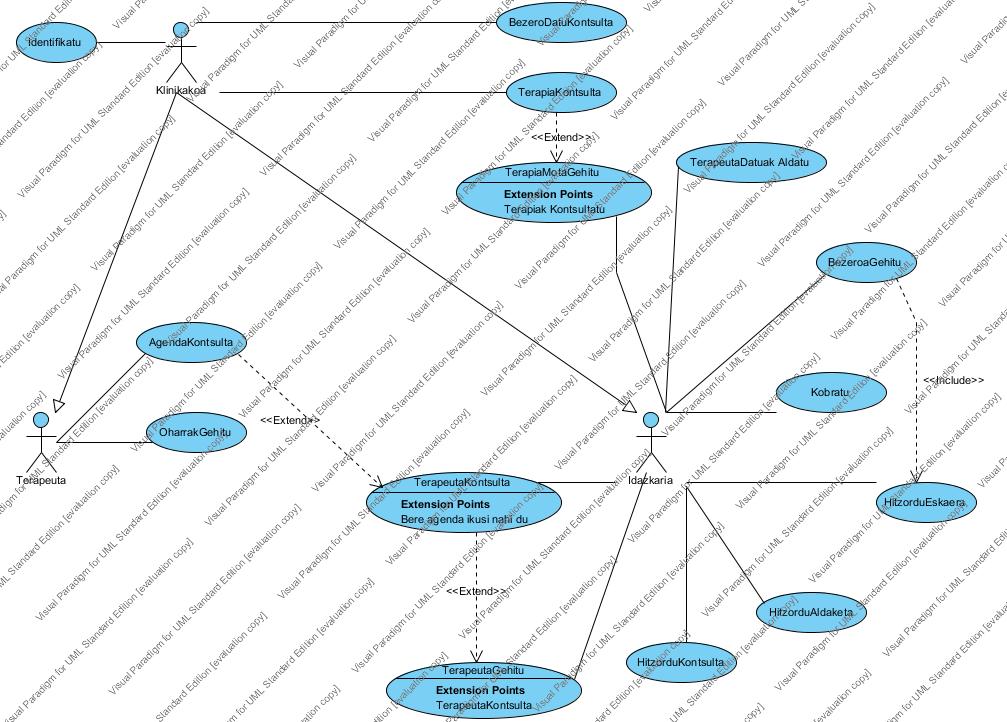 BezeroDatuKontsulta
Identifikatu
Klinikakoa
TerapiaKontsulta
<<Extend>>
TerapiaMotaGehitu
Extension Points
Terapiak Kontsultatu
TerapeutaDatuak Aldatu
BezeroaGehitu
AgendaKontsulta
<<Include>>
Kobratu
<<Extend>>
OharrakGehitu
Terapeuta
Idazkaria
TerapeutaKontsulta
Extension Points
Bere agenda ikusi nahi du
HitzorduEskaera
<<Extend>>
HitzorduAldaketa
HitzorduKontsulta
TerapeutaGehitu
Extension Points
TerapeutaKontsulta
Visual Paradigm for UML Standard Edition [evaluation copy]